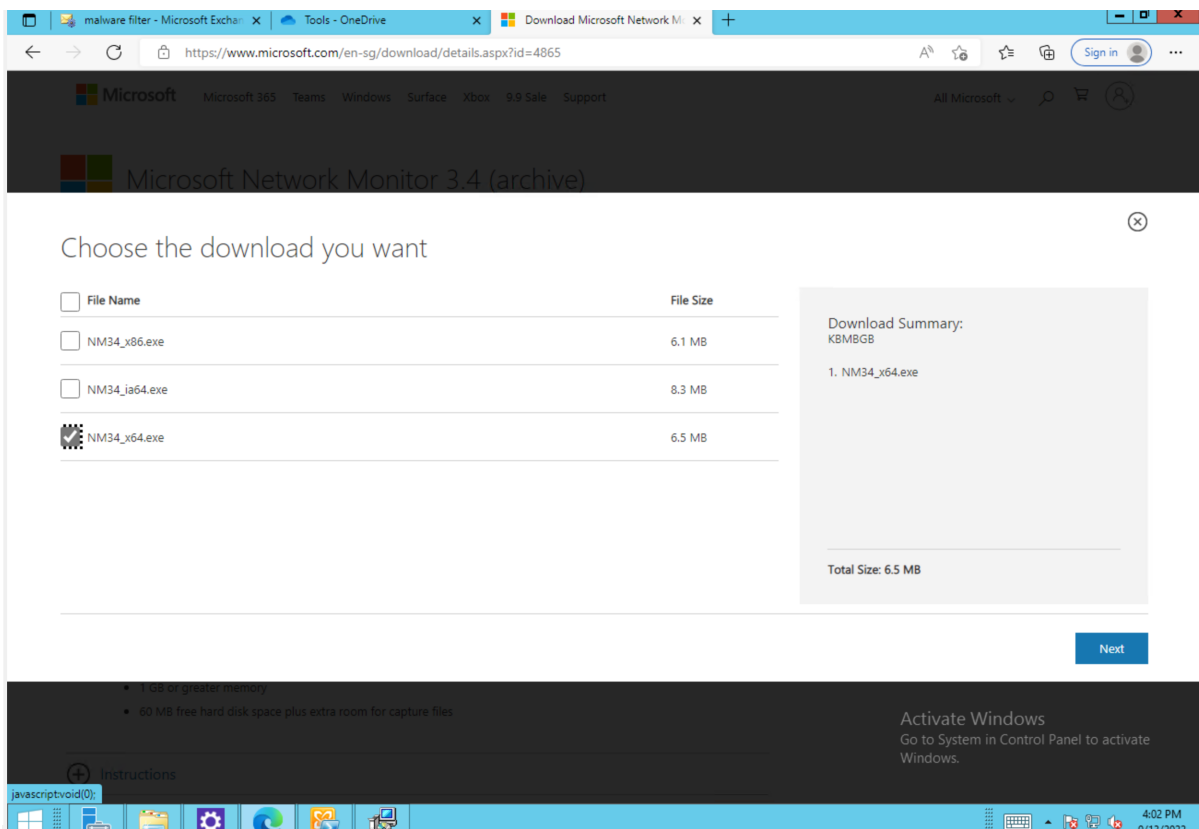 malware filter - Microsoft Exchan
Tools - OneDrive
Download Microsoft Network Mo
https://www.microsoft.com/en-sg/download/details.aspx?id=4865
Sign in
Microsoft Microsoft 365 Teams Windows Surface Xbox 9.9 Sale Support All Microsoft
Microsoft Network Monitor 3.4 (archive)
Choose the download you want
File Name File Size
NM34_x86.exe 6.1 MB
NM34_ia64.exe 8.3 MB
NM34_x64.exe 6.5 MB
Download Summary:
KBMBGB
1. NM34_x64.exe
Total Size: 6.5 MB
Next
1 GB or greater memory
60 MB free hard disk space plus extra room for capture files
Instructions
Activate Windows
Go to System in Control Panel to activate
Windows.
javascript:void(0);
4:02 PM